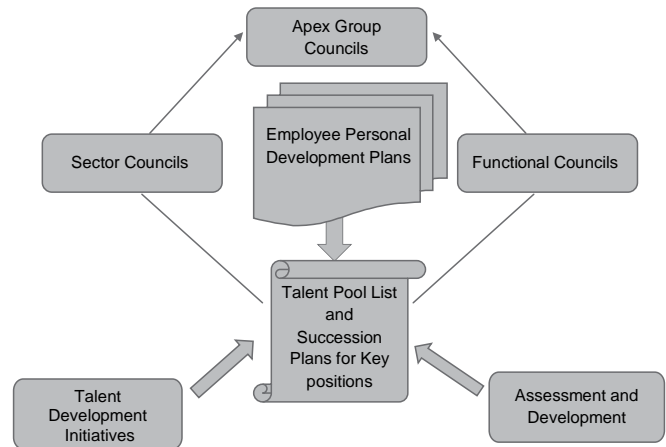 Apex Group
Councils
Employee Personal
Development Plans
Sector Councils
Functional Councils
Talent Pool List
and
Succession
Plans for Key
positions
Talent
Development
Initiatives
Assessment and
Development